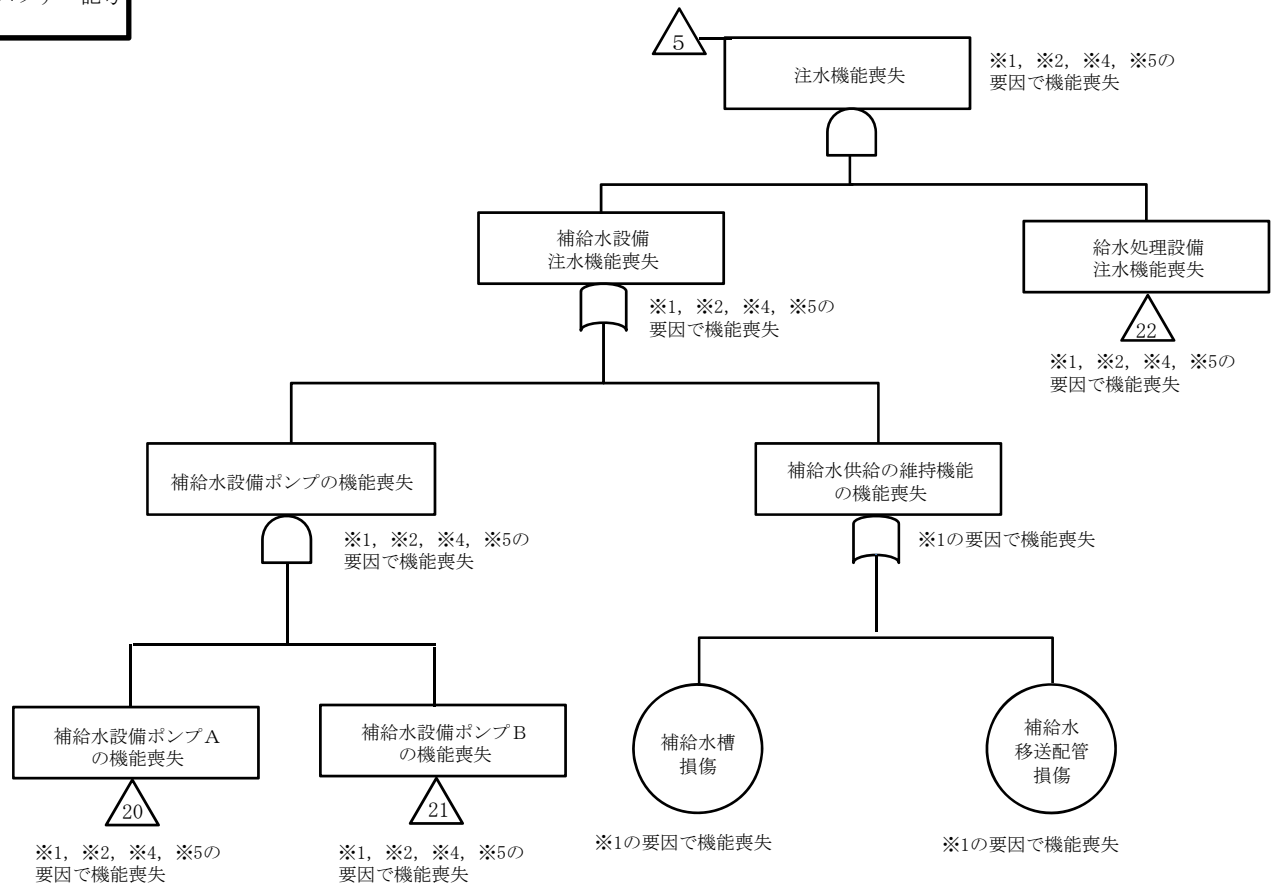 5
注水機能喪失
※1, ※2, ※4, ※5の
要因で機能喪失
補給水設備
注水機能喪失
※1, ※2, ※4, ※5の
要因で機能喪失
給水処理設備
注水機能喪失
22
※1, ※2, ※4, ※5の
要因で機能喪失
補給水設備ポンプの機能喪失
※1, ※2, ※4, ※5の
要因で機能喪失
補給水供給の維持機能
の機能喪失
※1の要因で機能喪失
補給水設備ポンプA
の機能喪失
20
※1, ※2, ※4, ※5の
要因で機能喪失
補給水設備ポンプB
の機能喪失
21
※1, ※2, ※4, ※5の
要因で機能喪失
補給水槽
損傷
※1の要因で機能喪失
補給水
移送配管
損傷
※1の要因で機能喪失